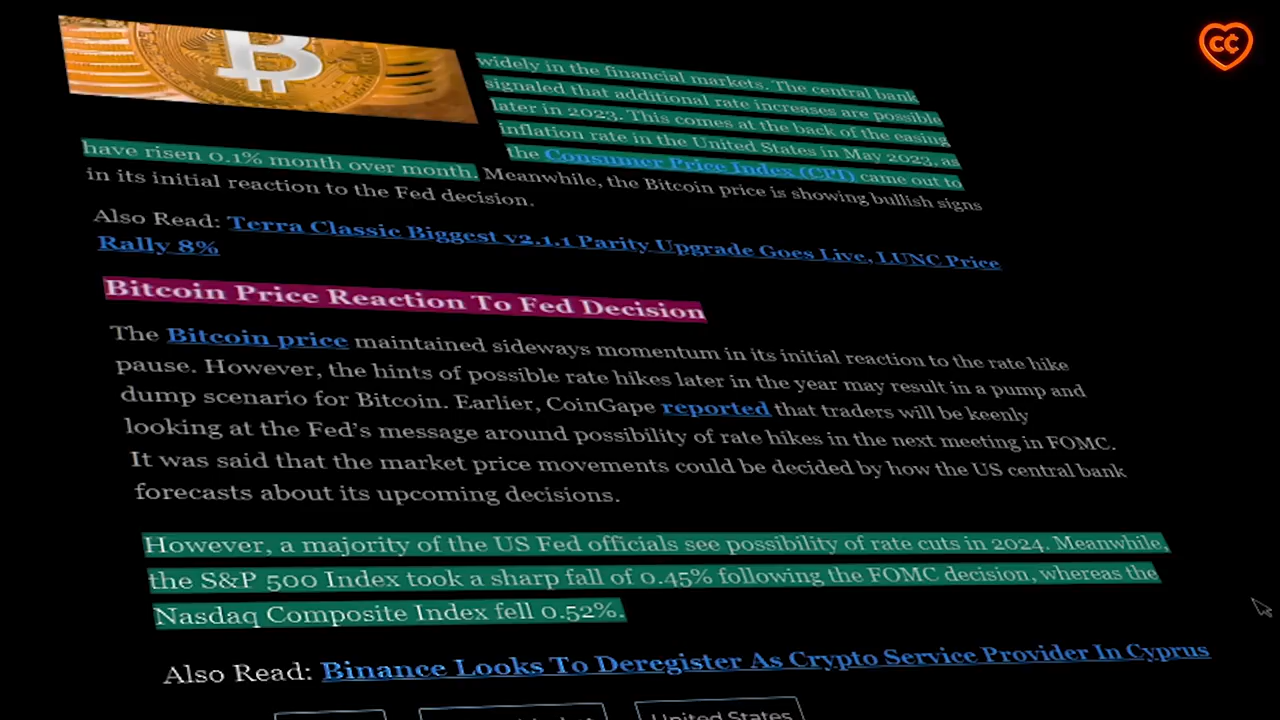 CC
B
widely in the financial markets. The central bank
signaled that additional rate increases are possible
later in 2023. This comes at the back of the easing
inflation rate in the United States in May 2023, as
the Consumer Price Index (CPI) came out to
have risen 0.1% month over month. Meanwhile, the Bitcoin price is showing bullish signs
in its initial reaction to the Fed decision.
Also Read: Terra Classic Biggest v2.1.1 Parity Upgrade Goes Live, LUNC Price
Rally 8%
Bitcoin Price Reaction To Fed Decision
The Bitcoin price maintained sideways momentum in its initial reaction to the rate hike
pause. However, the hints of possible rate hikes later in the year may result in a pump and
dump scenario for Bitcoin. Earlier, CoinGape reported that traders will be keenly
looking at the Fed's message around possibility of rate hikes in the next meeting in FOMC.
It was said that the market price movements could be decided by how the US central bank
forecasts about its upcoming decisions.
However, a majority of the US Fed officials see possibility of rate cuts in 2024. Meanwhile,
the S&P 500 Index took a sharp fall of 0.45% following the FOMC decision, whereas the
Nasdaq Composite Index fell 0.52%.
Also Read: Binance Looks To Deregister As Crypto Service Provider In Cyprus
United States